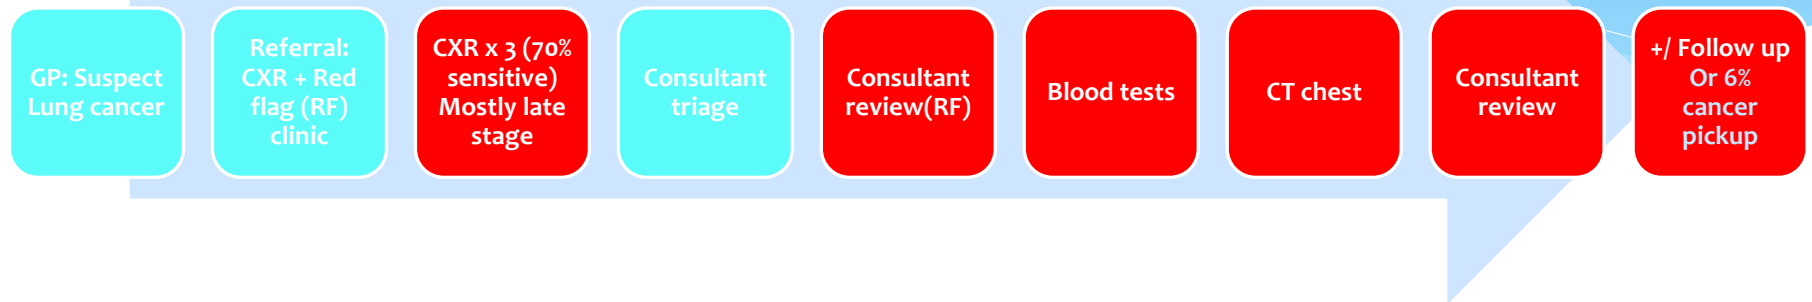 GP: Suspect
Lung cancer
Referral:
CXR + Red
flag (RF)
clinic
CXR x 3 (70%
sensitive)
Mostly late
stage
Consultant
triage
Consultant
review(RF)
Blood tests
CT chest
Consultant
review
+/ Follow up
Or 6%
cancer
pickup